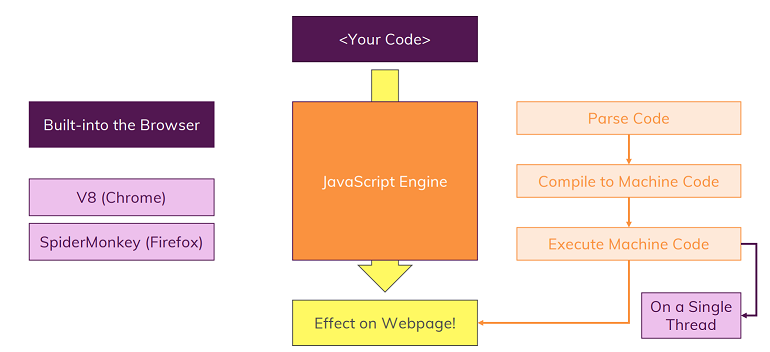 <Your Code>
Built-into the Browser
V8 (Chrome)
SpiderMonkey (Firefox)
JavaScript Engine
Effect on Webpage!
Parse Code
Compile to Machine Code
Execute Machine Code
On a Single
Thread